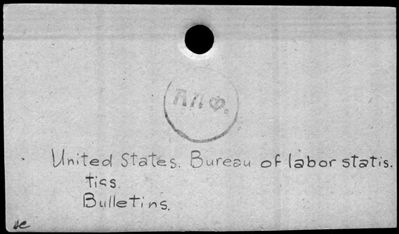 ПЛФ.
United States. Bureau of labor statis.
tics.
Bulletins.